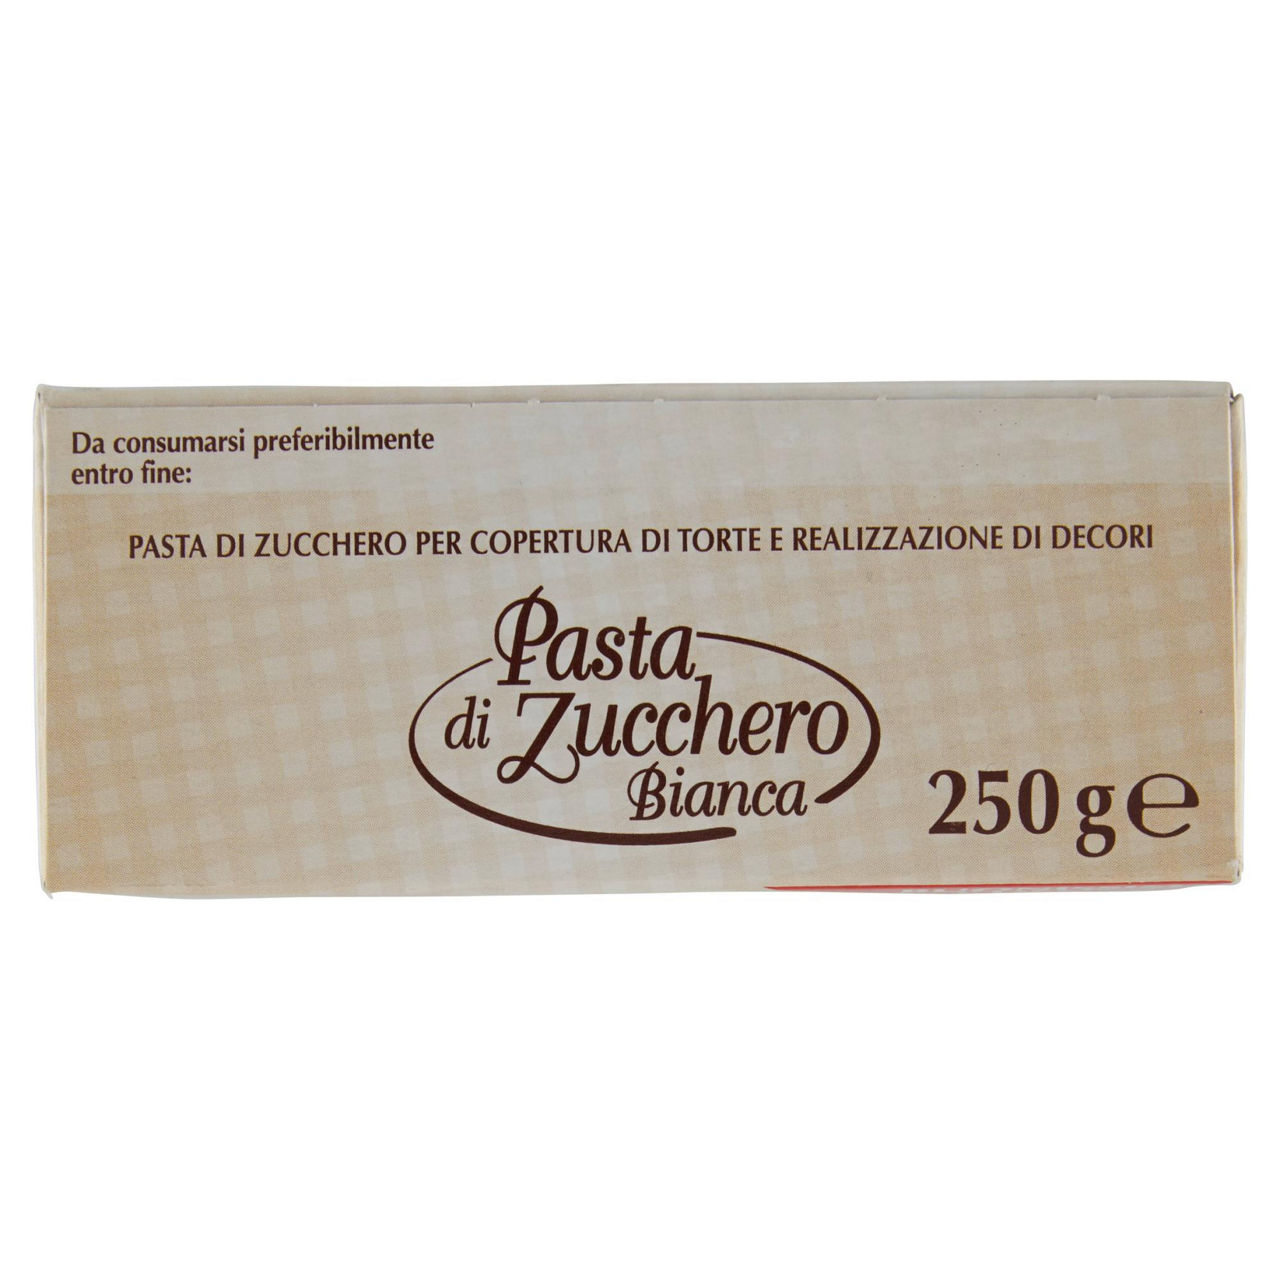 Da consumarsi preferibilmente
entro fine:
PASTA DI ZUCCHERO PER COPERTURA DI TORTE E REALIZZAZIONE DI DECORI
Pasta
di Zucchero
Bianca
250 g ℮